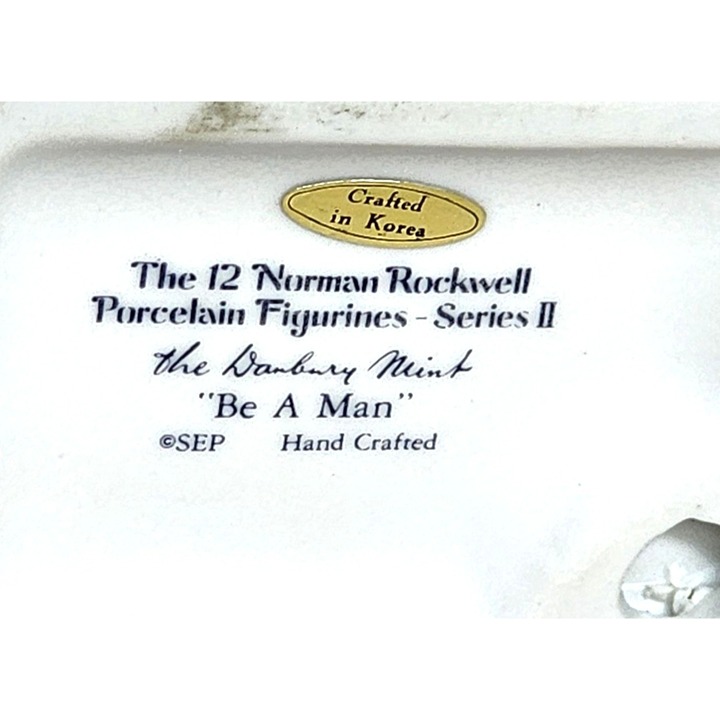 Crafted
in Korea
The 12 Norman Rockwell
Porcelain Figurines - Series II
the Danbury Mint
"Be A Man"
©SEP Hand Crafted